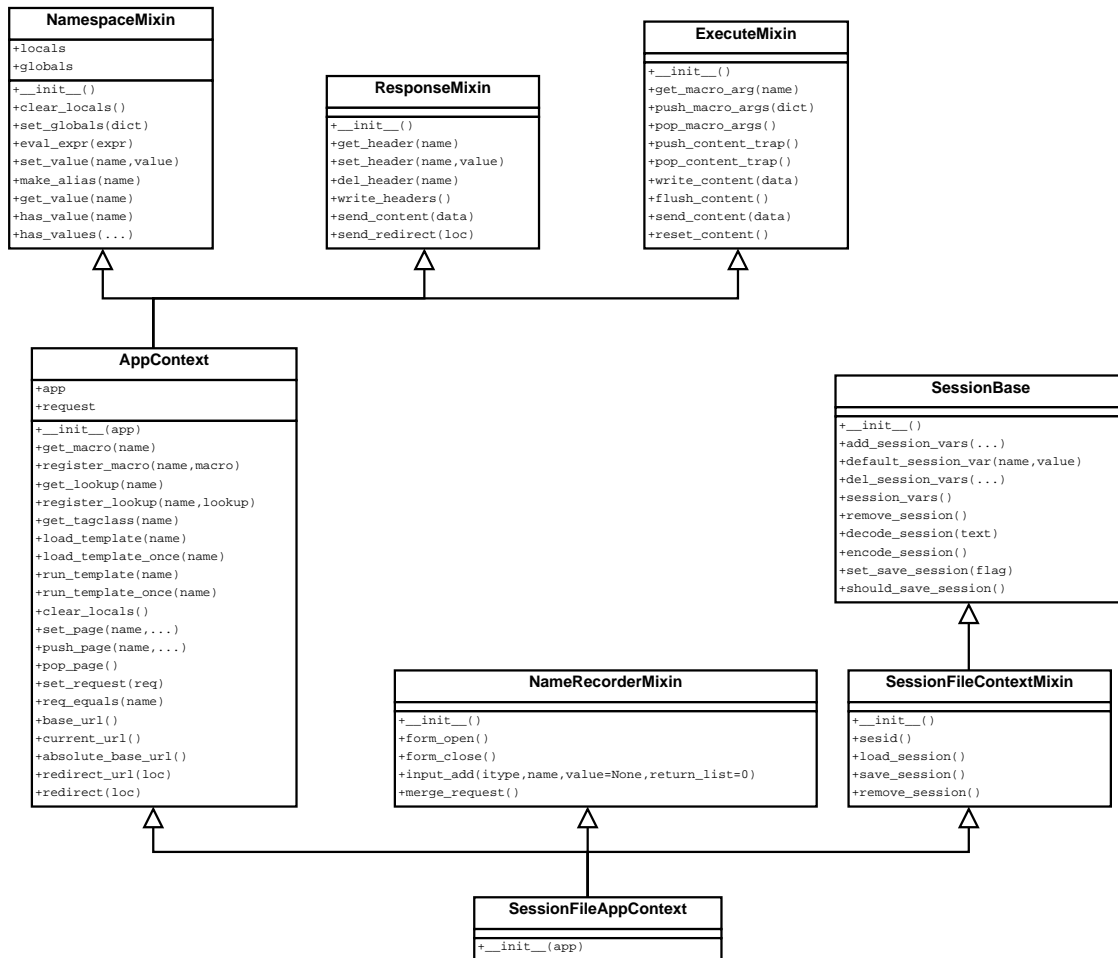 NamespaceMixin
+locals
+globals
+__init__()
+clear_locals()
+set_globals(dict)
+eval_expr(expr)
+set_value(name,value)
+make_alias(name)
+get_value(name)
+has_value(name)
+has_values(...)
ResponseMixin
+__init__()
+get_header(name)
+set_header(name,value)
+del_header(name)
+write_headers()
+send_content(data)
+send_redirect(loc)
ExecuteMixin
+__init__()
+get_macro_arg(name)
+push_macro_args(dict)
+pop_macro_args()
+push_content_trap()
+pop_content_trap()
+write_content(data)
+flush_content()
+send_content(data)
+reset_content()
AppContext
+app
+request
+__init__(app)
+get_macro(name)
+register_macro(name,macro)
+get_lookup(name)
+register_lookup(name,lookup)
+get_tagclass(name)
+load_template(name)
+load_template_once(name)
+run_template(name)
+run_template_once(name)
+clear_locals()
+set_page(name,...)
+push_page(name,...)
+pop_page()
+set_request(req)
+req_equals(name)
+base_url()
+current_url()
+absolute_base_url()
+redirect_url(loc)
+redirect(loc)
SessionBase
+__init__()
+add_session_vars(...)
+default_session_var(name,value)
+del_session_vars(...)
+session_vars()
+remove_session()
+decode_session(text)
+encode_session()
+set_save_session(flag)
+should_save_session()
NameRecorderMixin
+__init__()
+form_open()
+form_close()
+input_add(itype,name,value=None,return_list=0)
+merge_request()
SessionFileContextMixin
+__init__()
+sesid()
+load_session()
+save_session()
+remove_session()
SessionFileAppContext
+__init__(app)